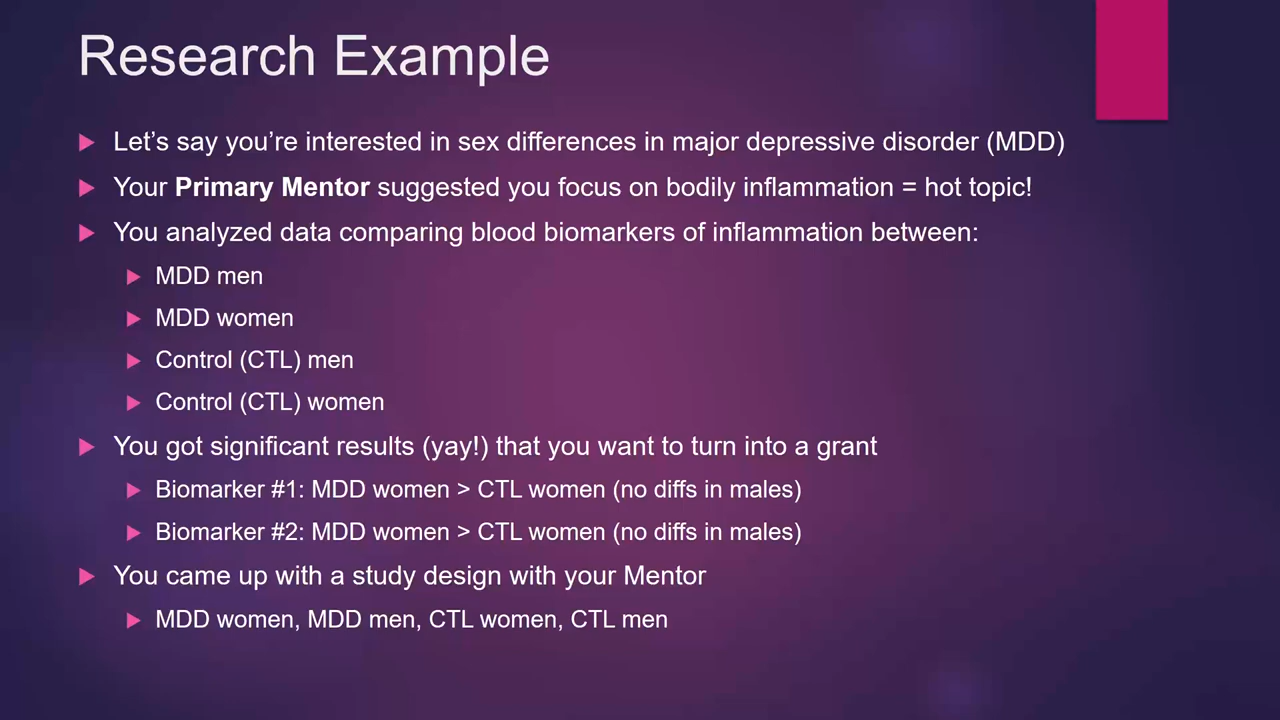 Research Example
Let’s say you’re interested in sex differences in major depressive disorder (MDD)
Your Primary Mentor suggested you focus on bodily inflammation = hot topic!
You analyzed data comparing blood biomarkers of inflammation between:
MDD men
MDD women
Control (CTL) men
Control (CTL) women
You got significant results (yay!) that you want to turn into a grant
Biomarker #1: MDD women > CTL women (no diffs in males)
Biomarker #2: MDD women > CTL women (no diffs in males)
You came up with a study design with your Mentor
MDD women, MDD men, CTL women, CTL men